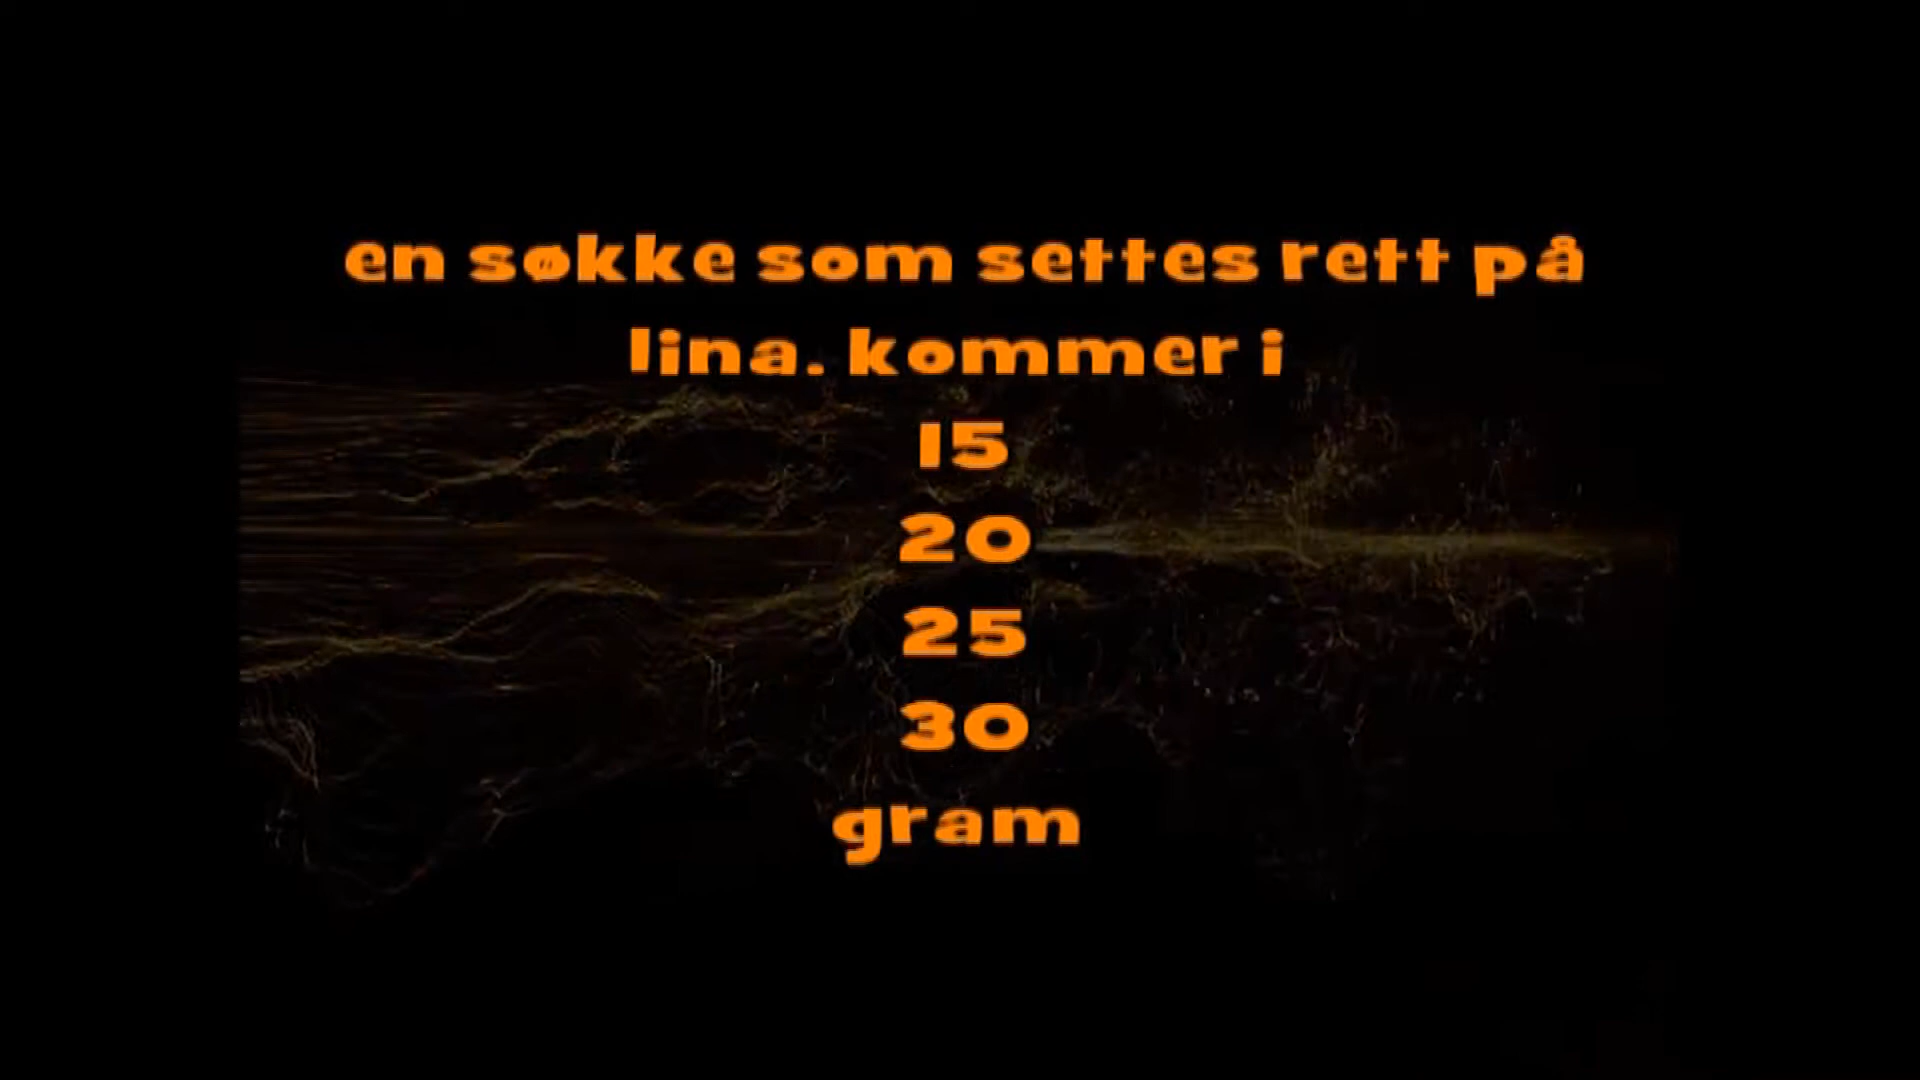 en søkke som settes rett på
lina. kommer i
15
20
25
30
gram